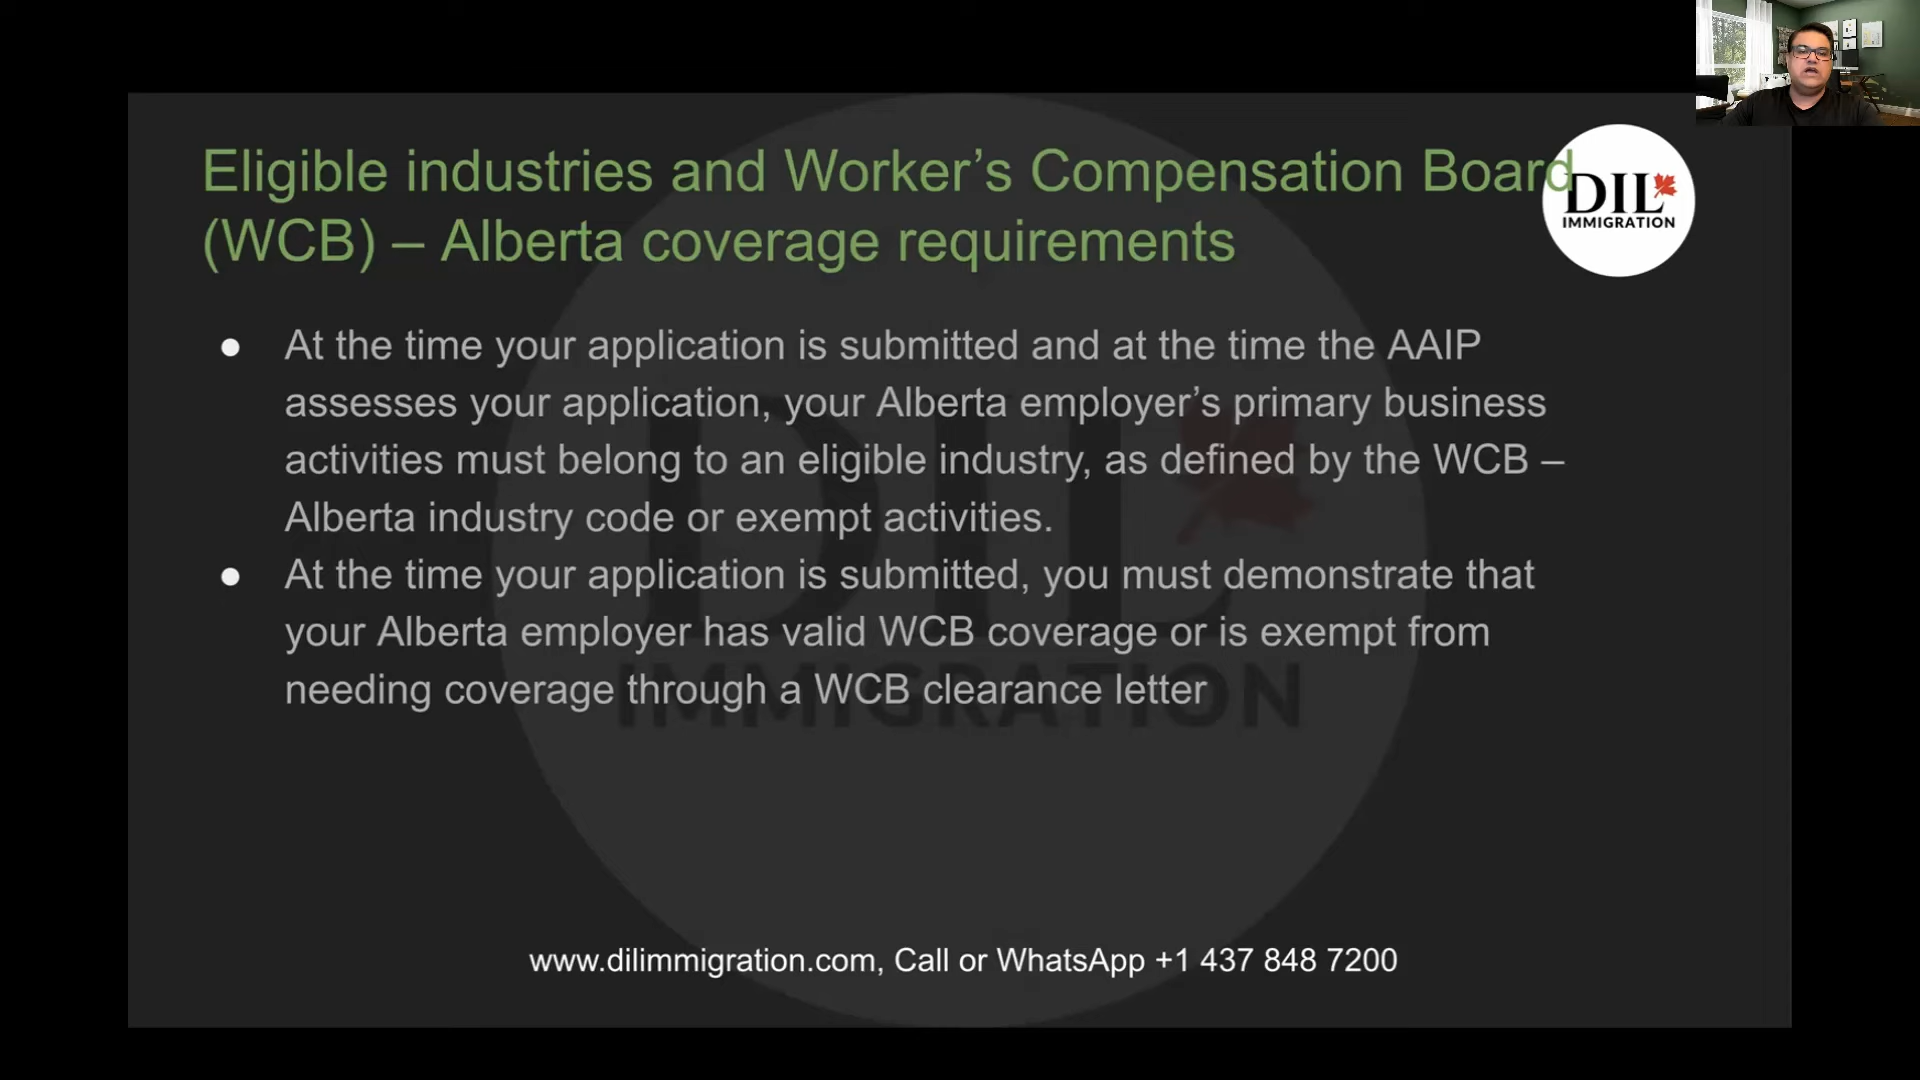 Eligible industries and Worker’s Compensation Board
(WCB) – Alberta coverage requirements
DIL
IMMIGRATION
● At the time your application is submitted and at the time the AAIP
assesses your application, your Alberta employer’s primary business
activities must belong to an eligible industry, as defined by the WCB –
Alberta industry code or exempt activities.
● At the time your application is submitted, you must demonstrate that
your Alberta employer has valid WCB coverage or is exempt from
needing coverage through a WCB clearance letter
DIL
IMMIGRATION
www.dilimmigration.com, Call or WhatsApp +1 437 848 7200